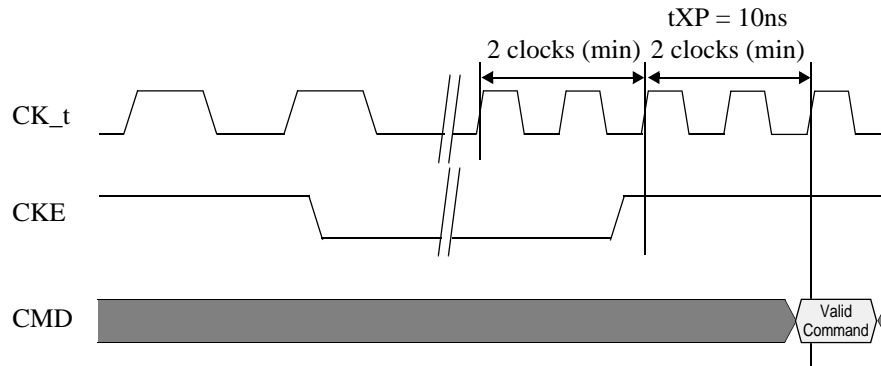 tXP = 10ns
2 clocks (min)
2 clocks (min)
CK_t
CKE
CMD
Valid
Command